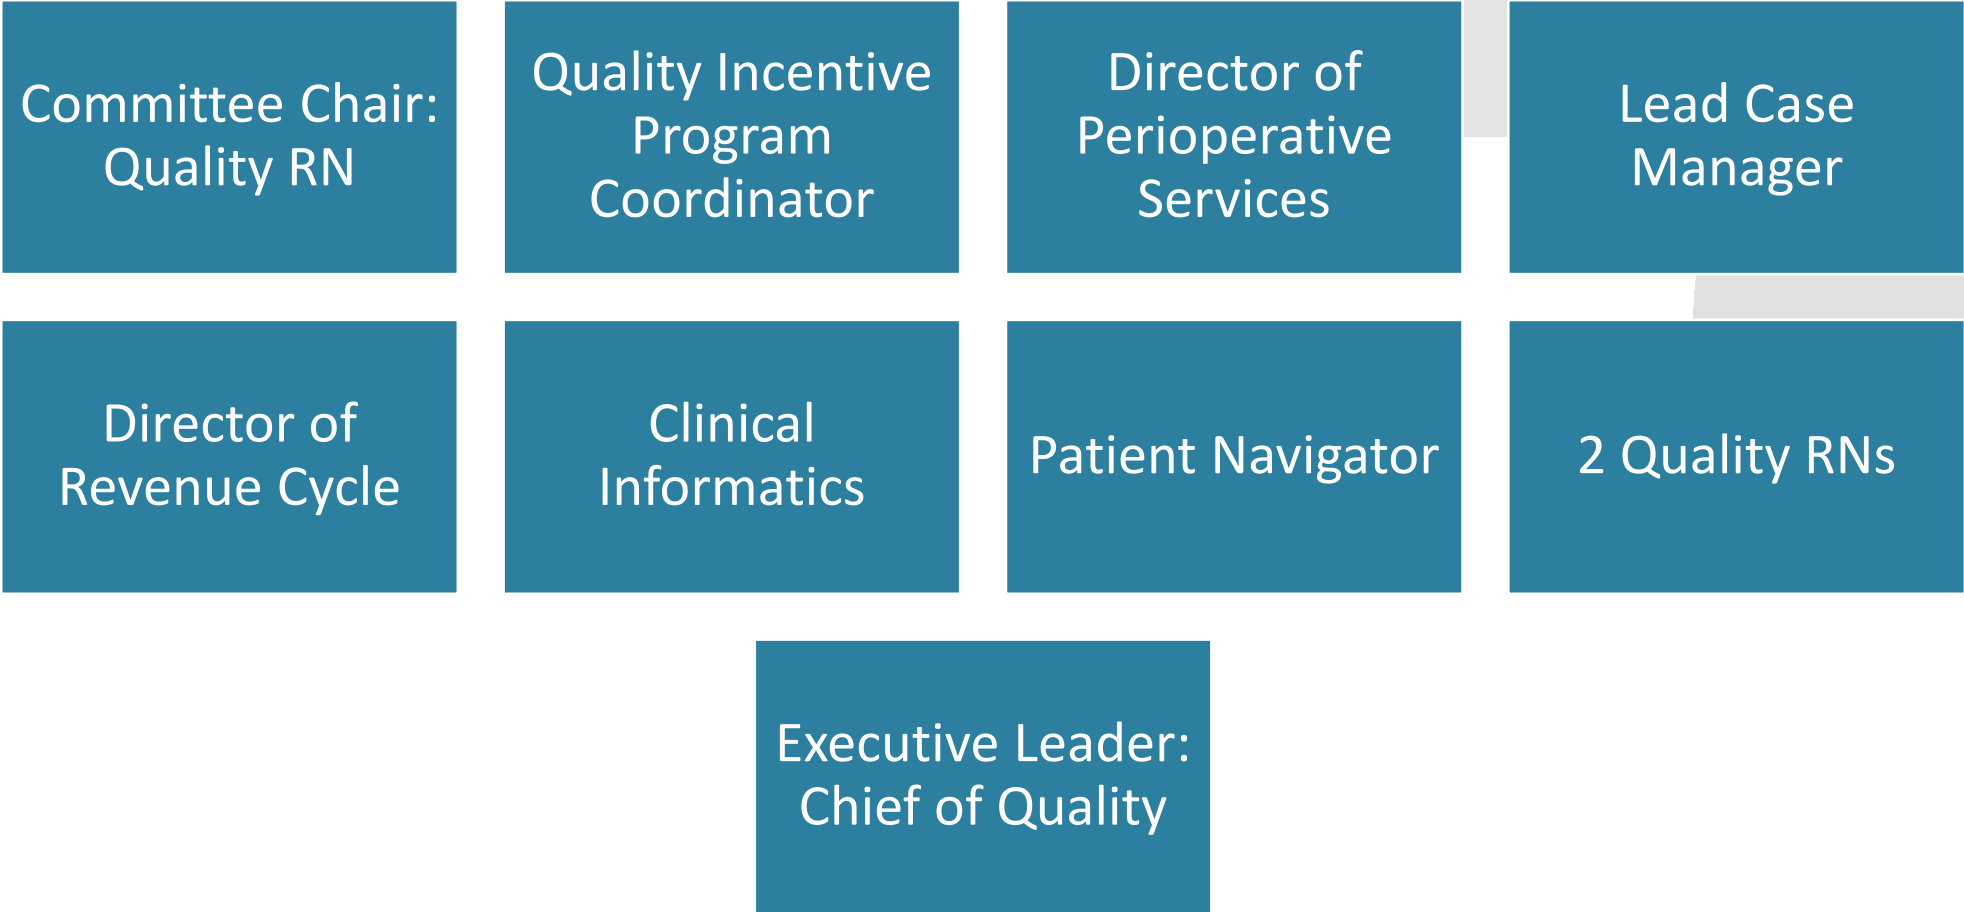 Committee Chair:
Quality RN
Quality Incentive
Program
Coordinator
Director of
Perioperative
Services
Lead Case
Manager
Director of
Revenue Cycle
Clinical
Informatics
Patient Navigator
2 Quality RNs
Executive Leader:
Chief of Quality